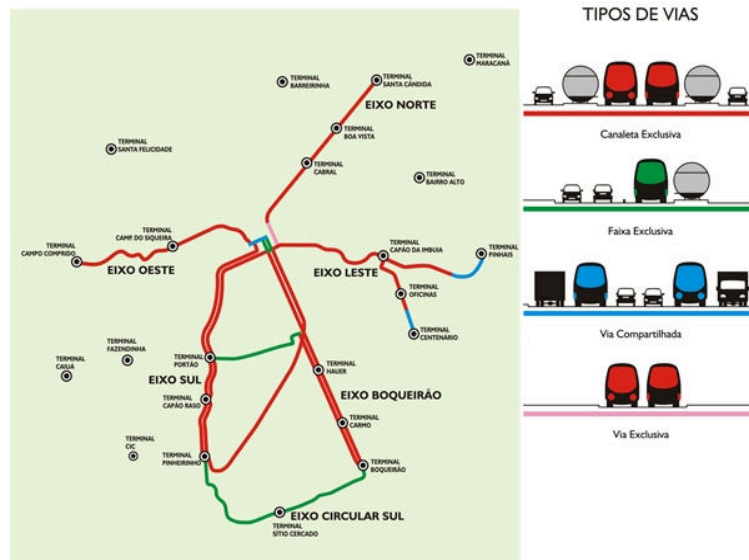 TIPOS DE VIAS
TERMINAL
MARACANÃ
TERMINAL
BARREIRINHA
TERMINAL
SANTA CÂNDIDA
EIXO NORTE
TERMINAL
BOA VISTA
TERMINAL
SANTA FELICIDADE
TERMINAL
CABRAL
TERMINAL
BAIRRO ALTO
Canaleta Exclusiva
Faixa Exclusiva
TERMINAL
CAMP. DO SIQUEIRA
TERMINAL
CAMPO COMPRIDO
EIXO OESTE
TERMINAL
CAPÃO DA IMBUIA
EIXO LESTE
TERMINAL
PINHAIS
TERMINAL
OFICINAS
TERMINAL
CENTENÁRIO
Via Compartilhada
TERMINAL
FAZENDINHA
TERMINAL
CAIUÁ
TERMINAL
PORTÃO
EIXO SUL
TERMINAL
HAUER
EIXO BOQUEIRÃO
TERMINAL
CAPÃO RASO
TERMINAL
CARMO
Via Exclusiva
TERMINAL
CIC
TERMINAL
PINHEIRINHO
TERMINAL
BOQUEIRÃO
EIXO CIRCULAR SUL
TERMINAL
SÍTIO CERCADO